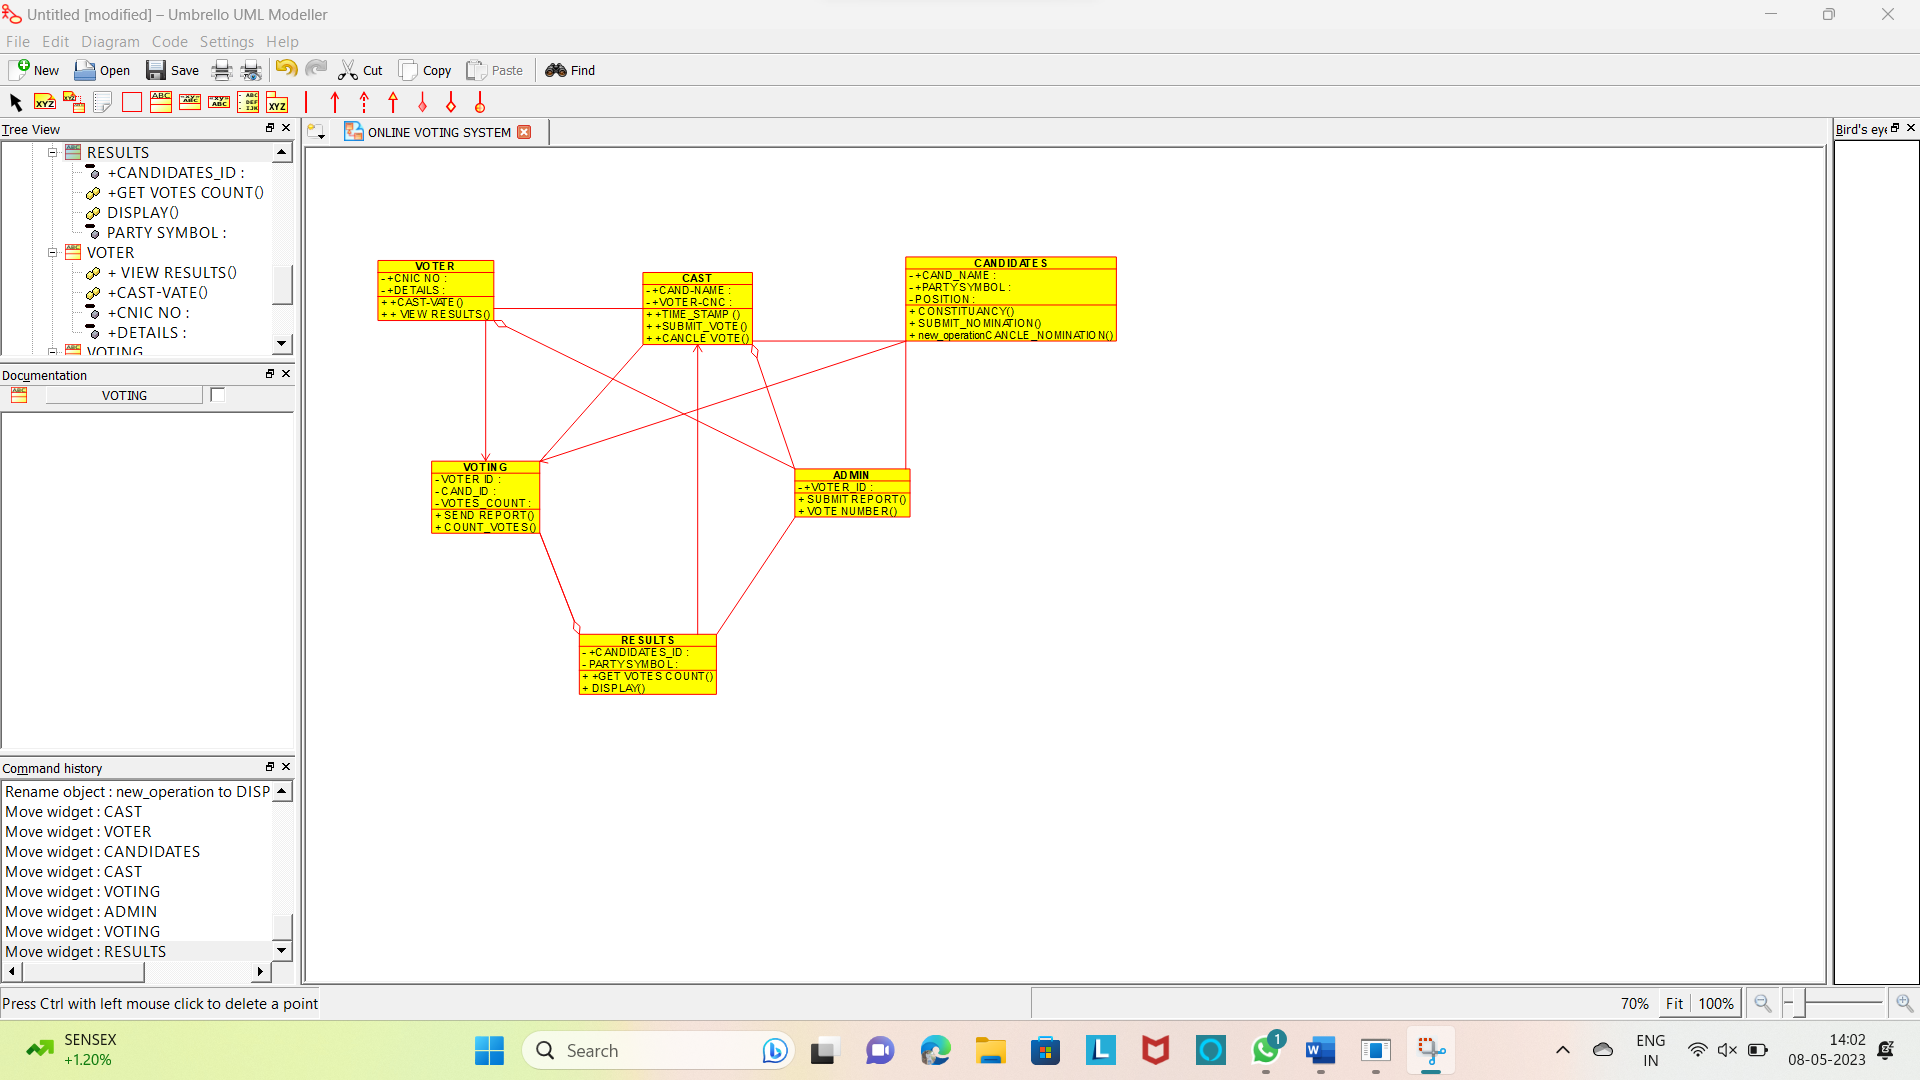 Untitled [modified] – Umbrello UML Modeller
File Edit Diagram Code Settings Help
New Open Save Cut Copy Paste Find
Tree View
RESULTS
+CANDIDATES_ID :
+GET VOTES COUNT()
DISPLAY()
PARTY SYMBOL :
VOTER
+ VIEW RESULTS()
+CAST-VATE()
+CNIC NO :
+DETAILS :
VOTING
Documentation
VOTING
Command history
Rename object : new_operation to DISP
Move widget : CAST
Move widget : VOTER
Move widget : CANDIDATES
Move widget : CAST
Move widget : VOTING
Move widget : ADMIN
Move widget : VOTING
Move widget : RESULTS
ONLINE VOTING SYSTEM
Bird's eye
VOTER
- +CNIC NO :
- +DETAILS :
+ +CAST-VATE()
+ + VIEW RESULTS()
CAST
- +CAND-NAME :
- +VOTER-CNC :
+ +TIME_STAMP ()
+ +SUBMIT_VOTE()
+ +CANCLE VOTE()
CANDIDATES
- +CAND_NAME :
- +PARTYSYMBOL :
- POSITION :
+ CONSTITUANCY()
+ SUBMIT_NOMINATION()
+ new_operationCANCLE_NOMINATION()
VOTING
- VOTER ID :
- CAND_ID :
- VOTES_COUNT :
+ SEND REPORT()
+ COUNT_VOTES()
ADMIN
- +VOTER_ID :
+ SUBMIT REPORT()
+ VOTE NUMBER()
RESULTS
- +CANDIDATES_ID :
- PARTY SYMBOL :
+ +GET VOTES COUNT()
+ DISPLAY()
Press Ctrl with left mouse click to delete a point
70% Fit 100%
SENSEX
+1.20%
Search
1
ENG
IN
14:02
08-05-2023